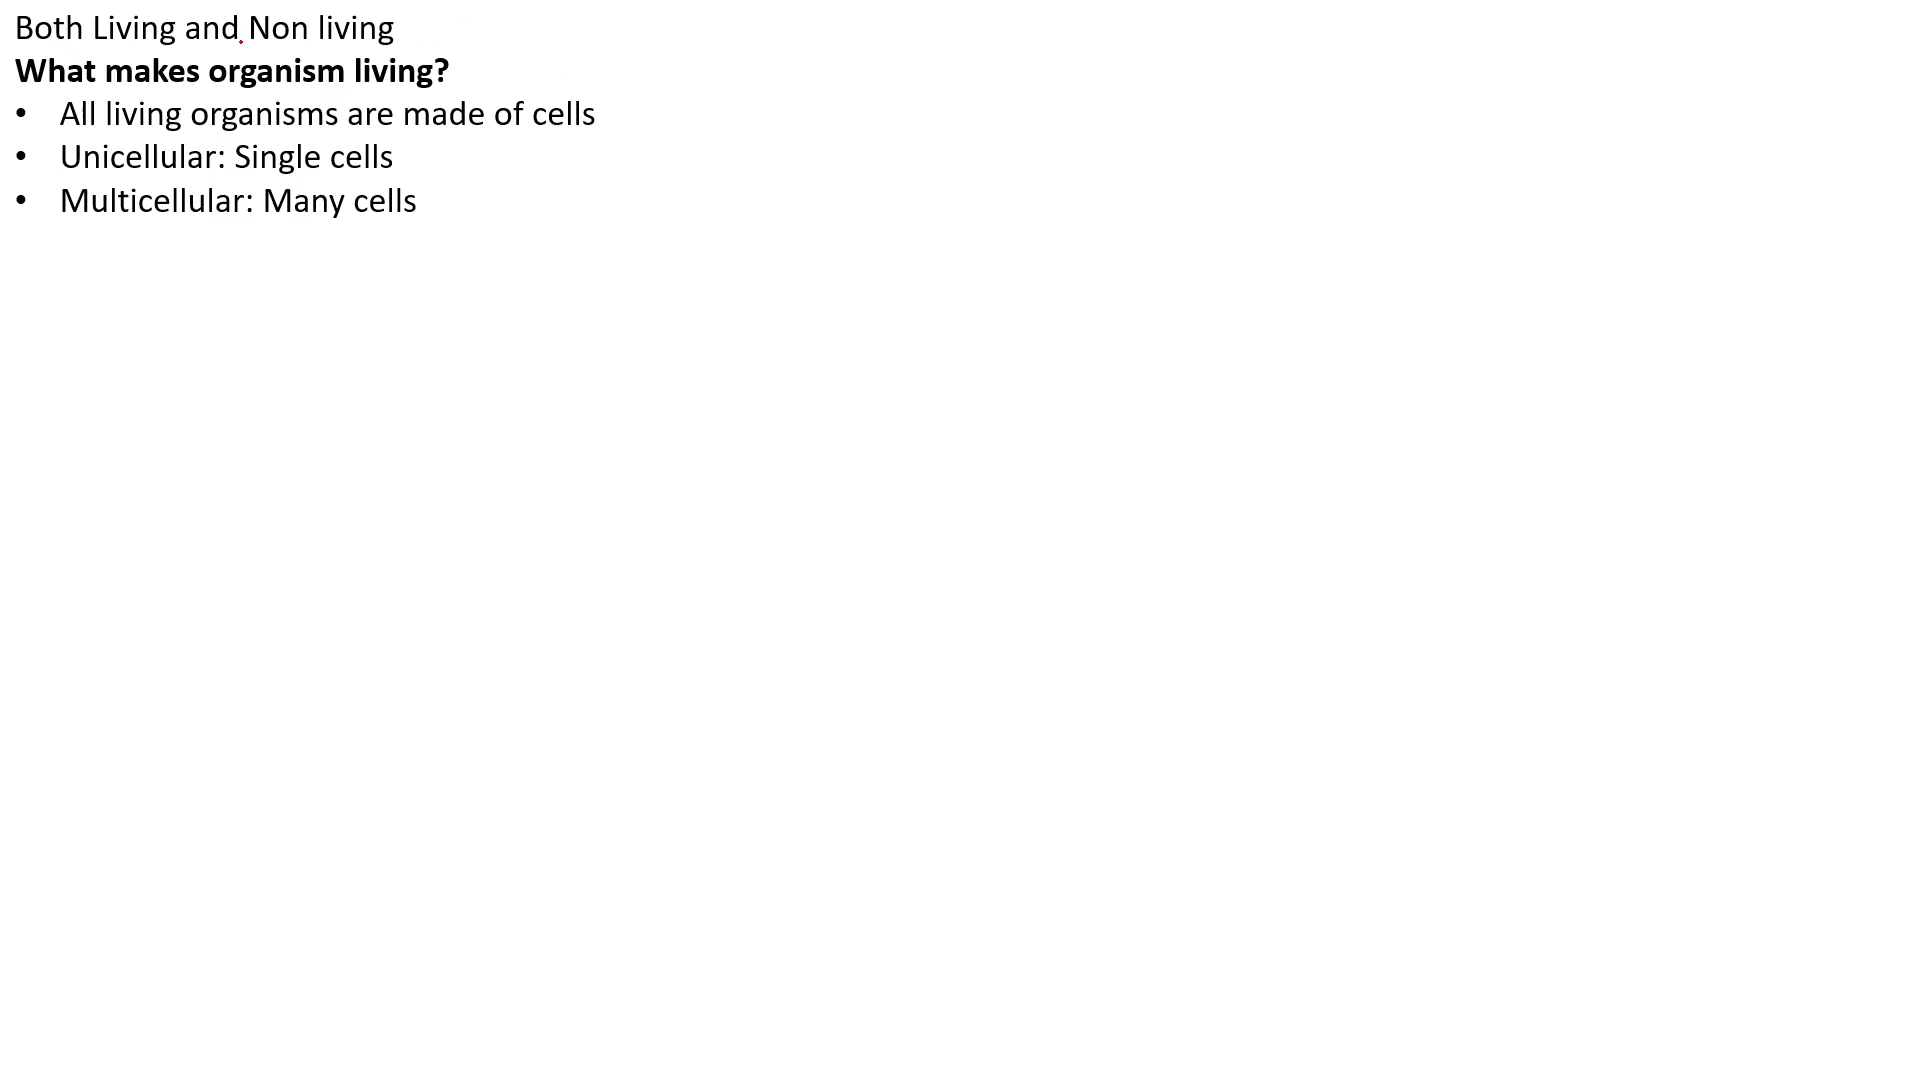 Both Living and Non living
What makes organism living?
• All living organisms are made of cells
• Unicellular: Single cells
• Multicellular: Many cells